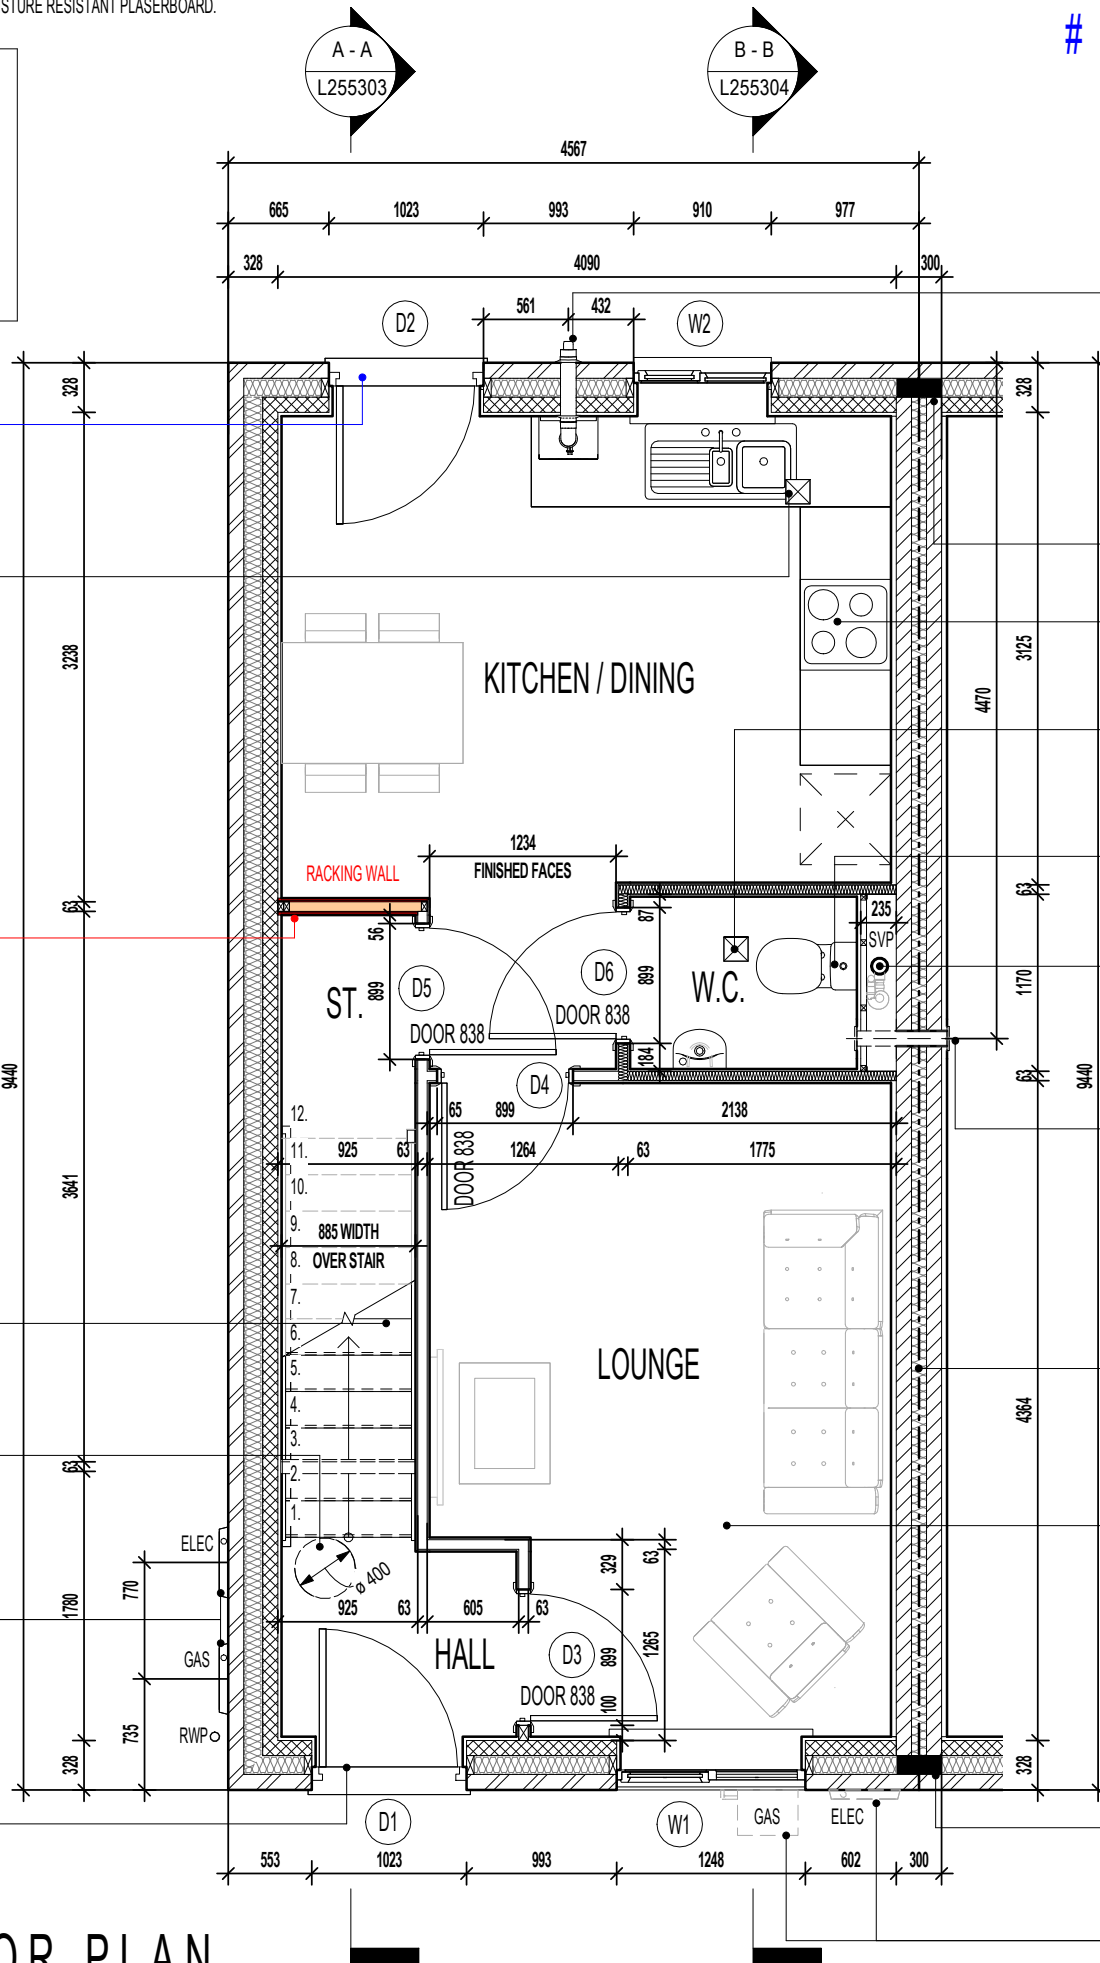 STURE RESISTANT PLASERBOARD.
#
A - A
L255303
B - B
L255304
4567
665 1023 993 910 977
328 4090 300
561 432
D2
W2
328
328
3238
3125
4470
KITCHEN / DINING
1234
FINISHED FACES
RACKING WALL
63
63
56
87
235
SVP
D5
D6
899
899
ST.
W.C.
DOOR 838
DOOR 838
1170
184
D4
63
9440
9440
65 899 2138
DOOR 838
925 63 1264 63 1775
12.
11.
10.
9.
8.
7.
6.
5.
4.
3.
2.
1.
885 WIDTH
OVER STAIR
3641
LOUNGE
4364
63
ELEC
770
1780
329
63
ø 400
925 63 605 63
GAS
HALL
D3
899
1265
DOOR 838
100
RWP
735
328
328
D1
W1
GAS
ELEC
553 1023 993 1248 602 300
OR PLAN